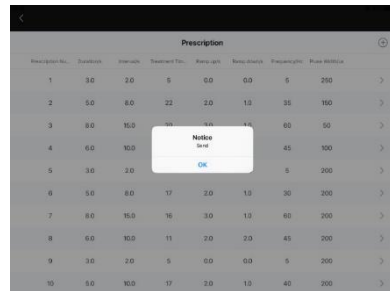 Prescription
Prescription No... Duration(s) Interval(s) Treatment Tim... Ramp up(s) Ramp down(s) Frequency(Hz) Pulse Width(us)
1 3.0 2.0 5 0.0 0.0 5 250
2 5.0 8.0 22 2.0 1.0 35 150
3 8.0 15.0 20 3.0 1.0 60 50
4 6.0 10.0 45 100
5 3.0 2.0 5 200
6 5.0 8.0 17 2.0 1.0 30 200
7 8.0 15.0 16 3.0 1.0 60 200
8 6.0 10.0 11 2.0 2.0 45 200
9 3.0 2.0 5 0.0 0.0 5 200
10 5.0 10.0 17 2.0 1.0 40 200
Notice
Send
OK